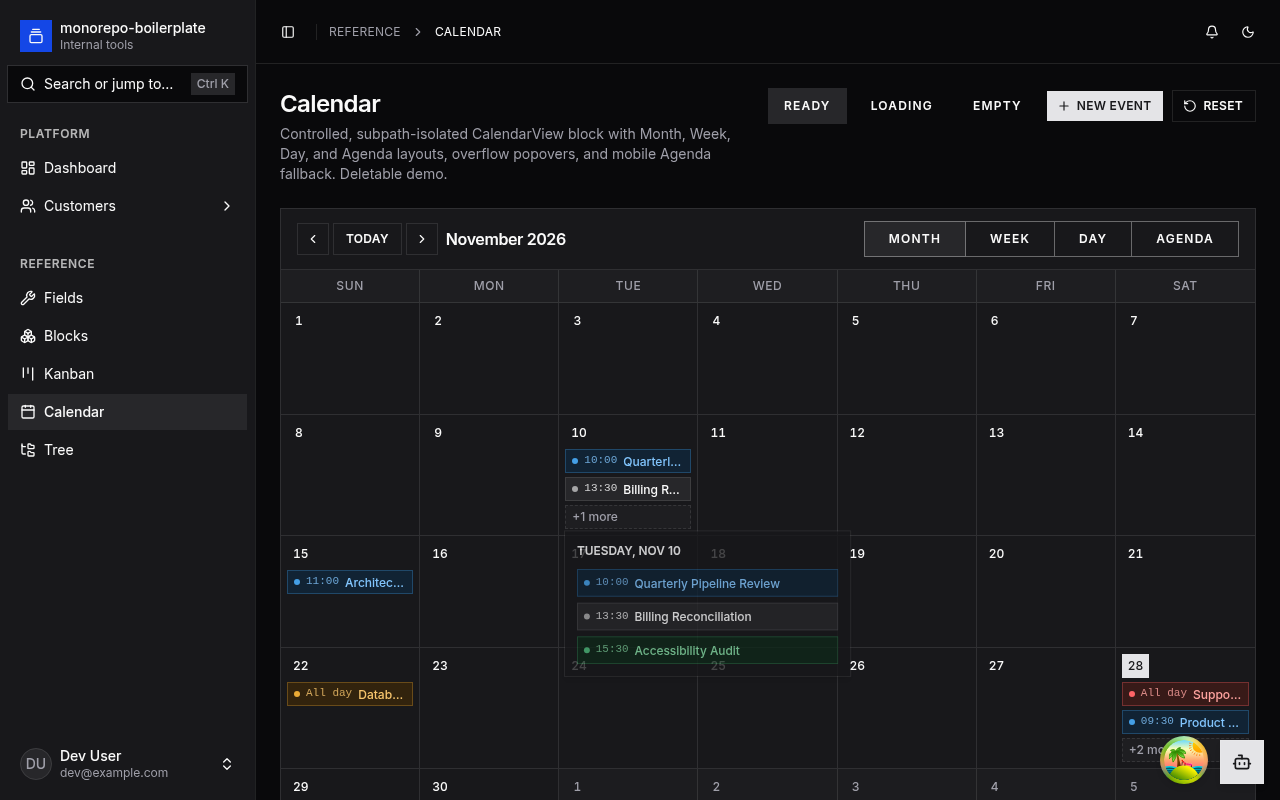 monorepo-boilerplate
Internal tools
Search or jump to...
Ctrl K
PLATFORM
Dashboard
Customers
REFERENCE
Fields
Blocks
Kanban
Calendar
Tree
DU
Dev User
dev@example.com
REFERENCE
CALENDAR
Calendar
Controlled, subpath-isolated CalendarView block with Month, Week,
Day, and Agenda layouts, overflow popovers, and mobile Agenda
fallback. Deletable demo.
READY
LOADING
EMPTY
NEW EVENT
RESET
TODAY
November 2026
MONTH
WEEK
DAY
AGENDA
SUN
MON
TUE
WED
THU
FRI
SAT
1
2
3
4
5
6
7
8
9
10
11
12
13
14
10:00 Quarterl...
13:30 Billing R...
+1 more
15
16
17
18
19
20
21
11:00 Architec...
TUESDAY, NOV 10
10:00 Quarterly Pipeline Review
13:30 Billing Reconciliation
15:30 Accessibility Audit
22
23
24
25
26
27
28
All day Datab...
All day Suppo...
09:30 Product ...
+2 mo
29
30
1
2
3
4
5